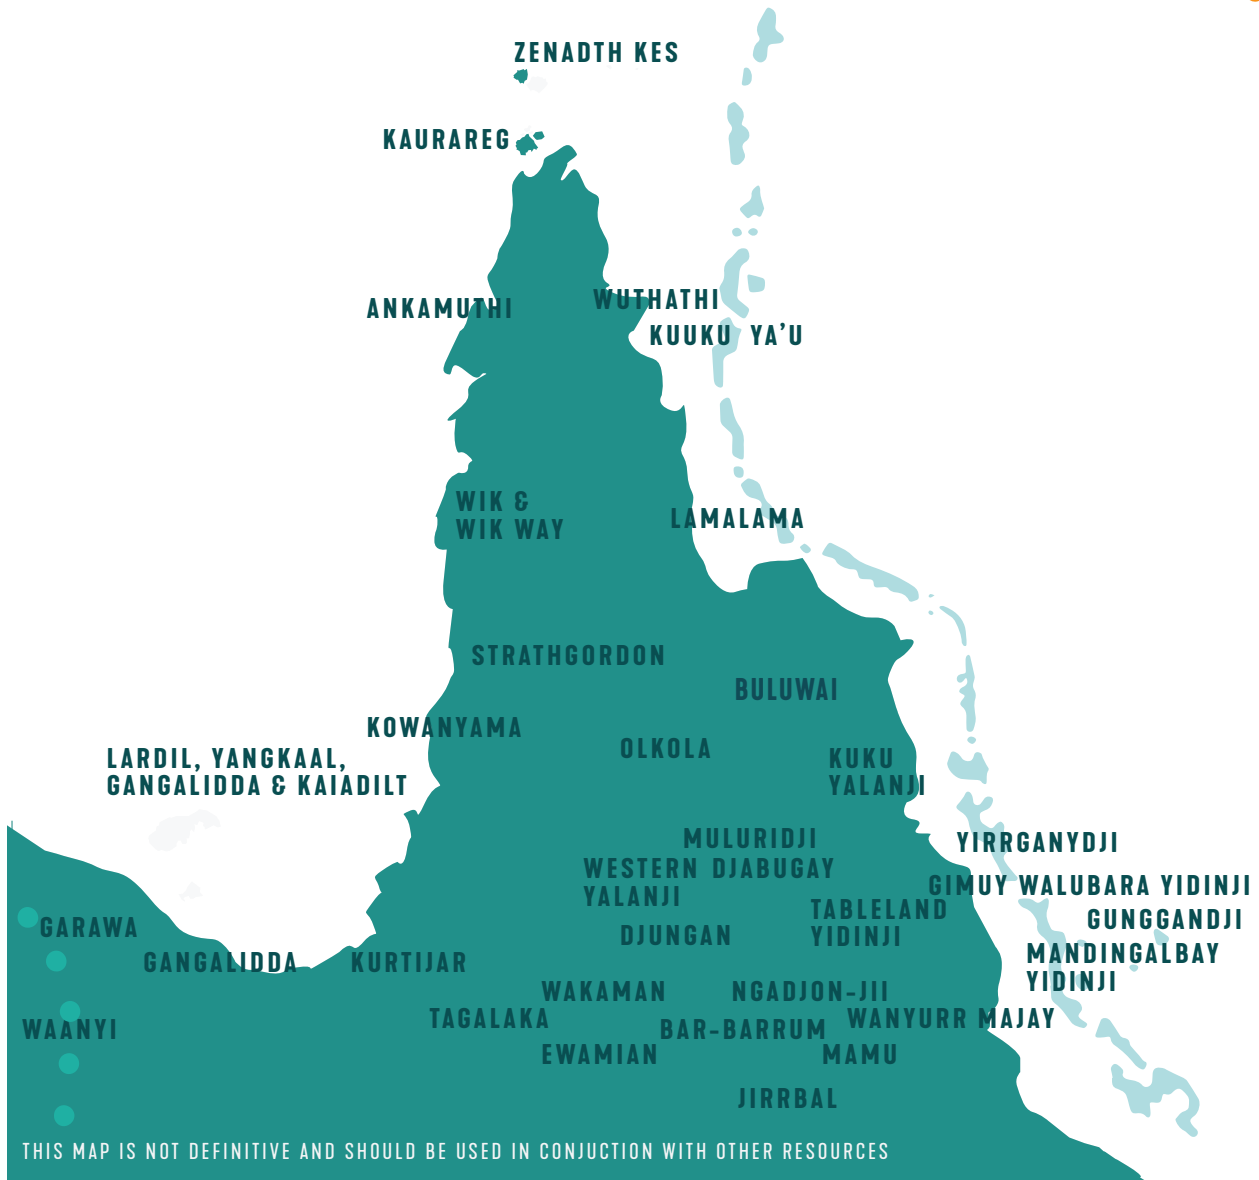 ZENADTH KES
KAURAREG
ANKAMUTHI
WUTHATHI
KUUKU YA’U
WIK &
WIK WAY
LAMALAMA
STRATHGORDON
BULUWAI
KOWANYAMA
OLKOLA
LARDIL, YANGKAAL,
GANGALIDDA & KAIADILT
KUKU
YALANJI
MULURIDJI
YIRRGANYDJI
WESTERN DJABUGAY
YALANJI
GIMUY WALUBARA YIDINJI
TABLELAND
YIDINJI
GUNGGANDJI
GARAWA
DJUNGAN
MANDINGALBAY
YIDINJI
GANGALIDDA
KURTIJAR
WAKAMAN
NGADJON-JII
WAANYI
TAGALAKA
BAR-BARRUM
WANYURR MAJAY
EWAMIAN
MAMU
JIRRBAL
THIS MAP IS NOT DEFINITIVE AND SHOULD BE USED IN CONJUCTION WITH OTHER RESOURCES